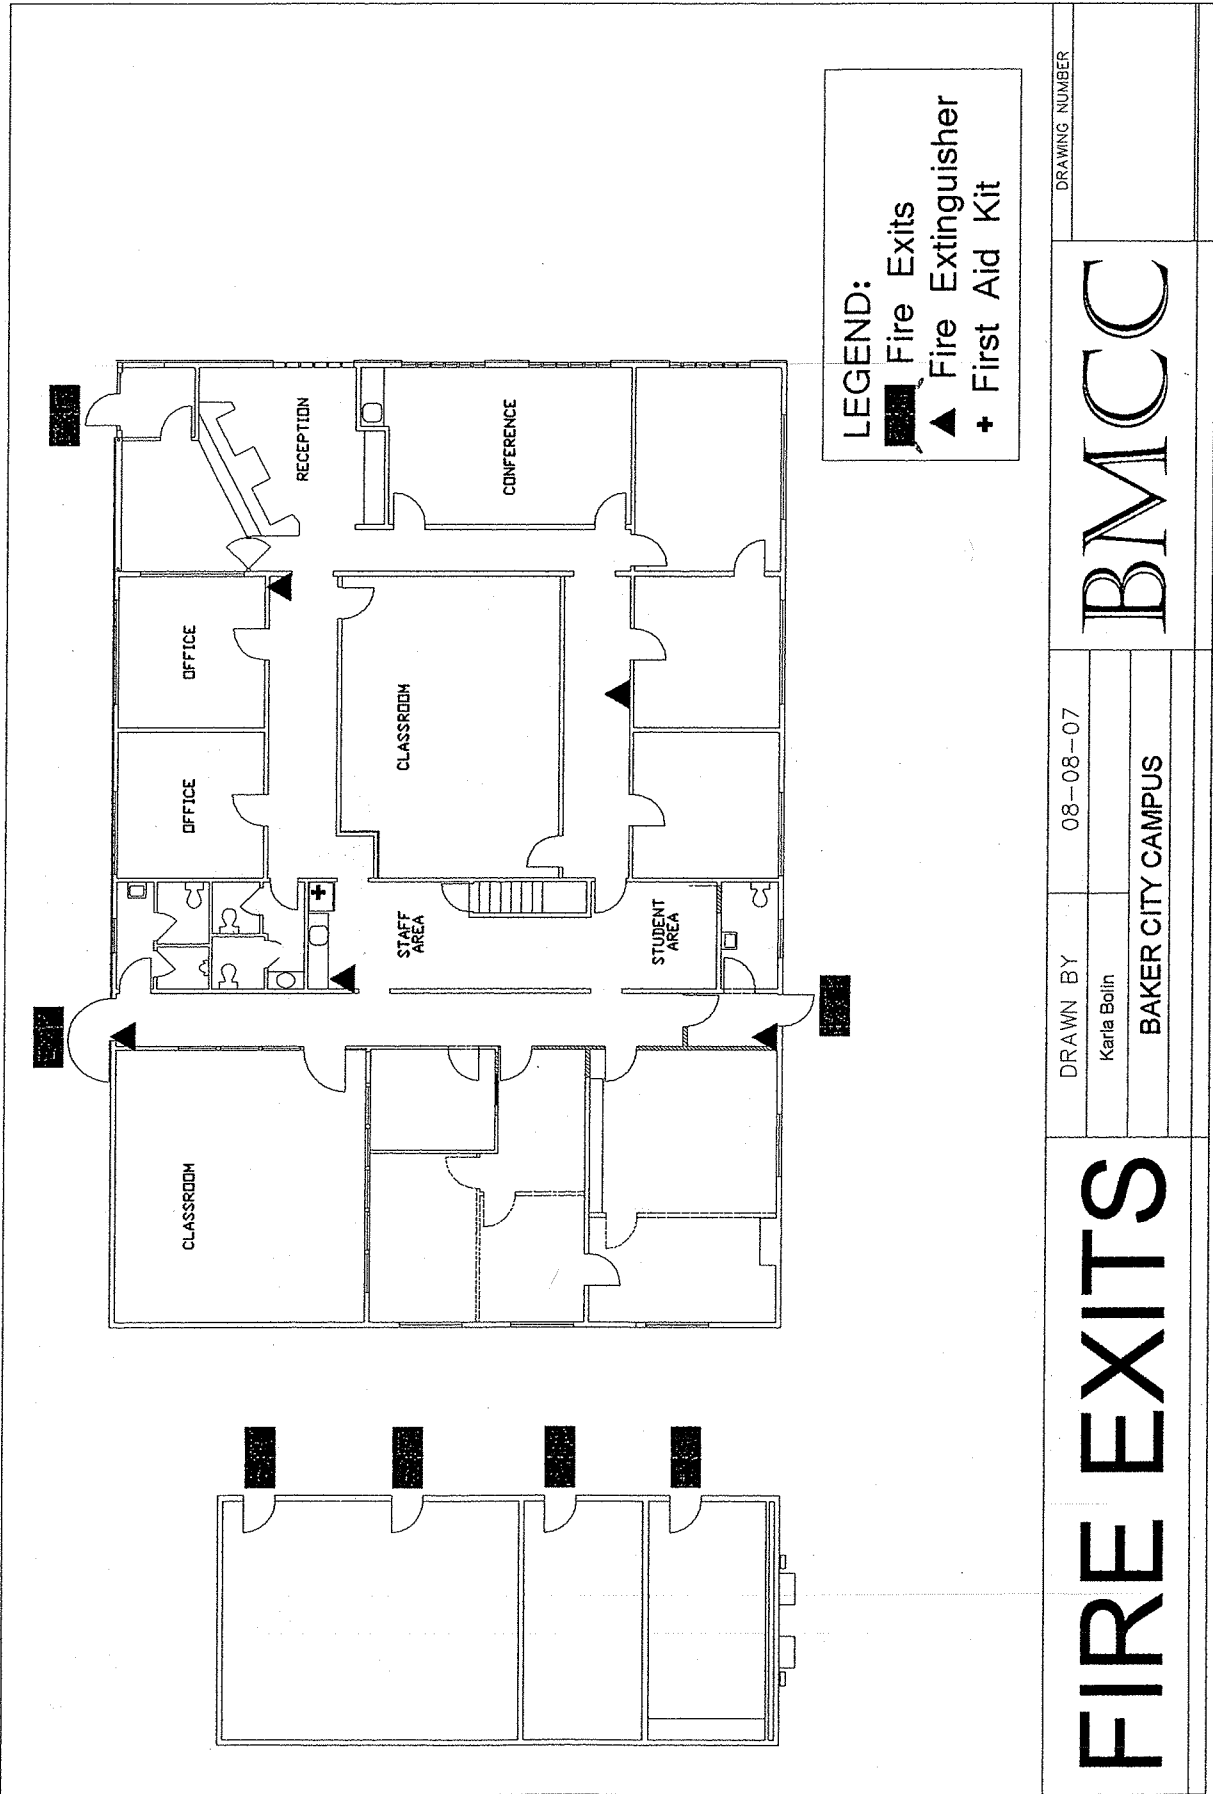 CLASSROOM
OFFICE
OFFICE
RECEPTION
STAFF
AREA
CLASSROOM
CONFERENCE
STUDENT
AREA
LEGEND:
Fire Exits
Fire Extinguisher
First Aid Kit
FIRE EXITS
DRAWN BY
08-08-07
Karla Bolin
BAKER CITY CAMPUS
BMCC
DRAWING NUMBER